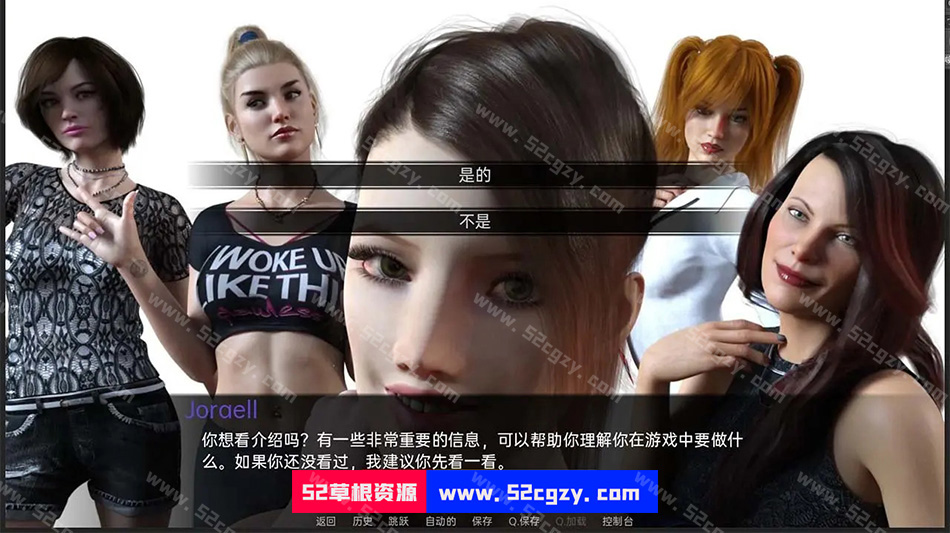 是的
不是
WOKE UP
LIKE THI
Joraell
你想看介绍吗？有一些非常重要的信息，可以帮助你理解你在游戏中要做什
么。如果你还没看过，我建议你先看一看。
52草根资源 www.52cgzy.com
返回 历史 跳跃 自动的 保存 Q.保存 Q.加载 控制台
www.52cgzy.com